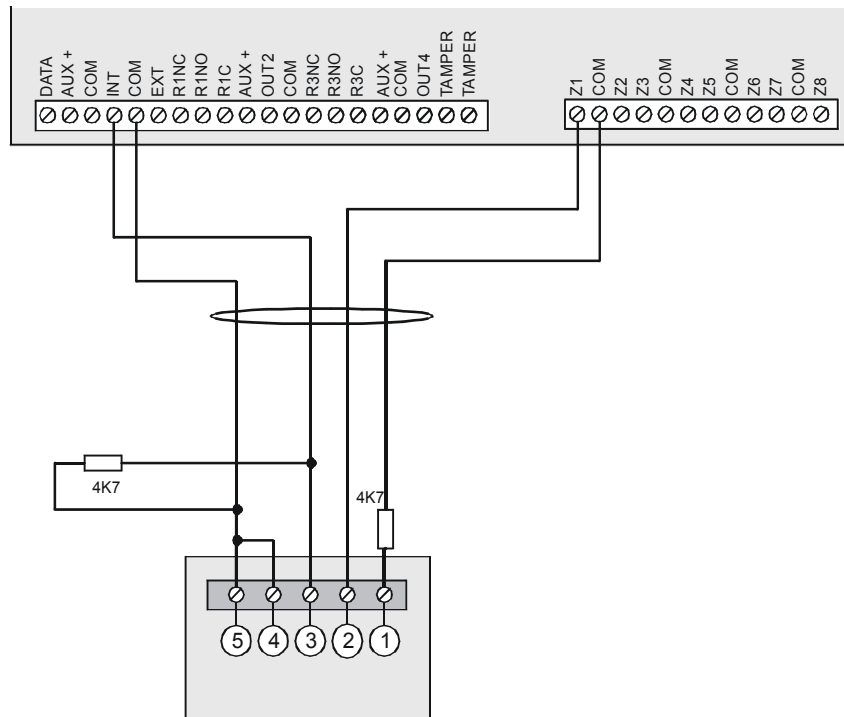 DATA
AUX +
COM
INT
COM
EXT
R1NC
R1NO
R1C
AUX +
OUT2
COM
R3NC
R3NO
R3C
AUX +
COM
OUT4
TAMPER
TAMPER
Z1
COM
Z2
Z3
COM
Z4
Z5
COM
Z6
Z7
COM
Z8
4K7
4K7
5
4
3
2
1